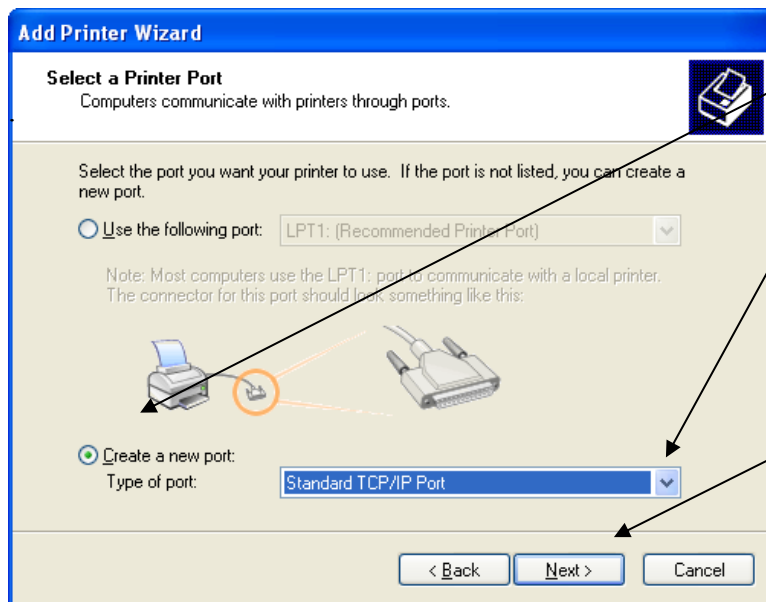 Add Printer Wizard
Select a Printer Port
Computers communicate with printers through ports.
Select the port you want your printer to use. If the port is not listed, you can create a
new port.
Use the following port: LPT1: (Recommended Printer Port)
Note: Most computers use the LPT1: port to communicate with a local printer.
The connector for this port should look something like this:
Create a new port:
Type of port: Standard TCP/IP Port
< Back Next > Cancel